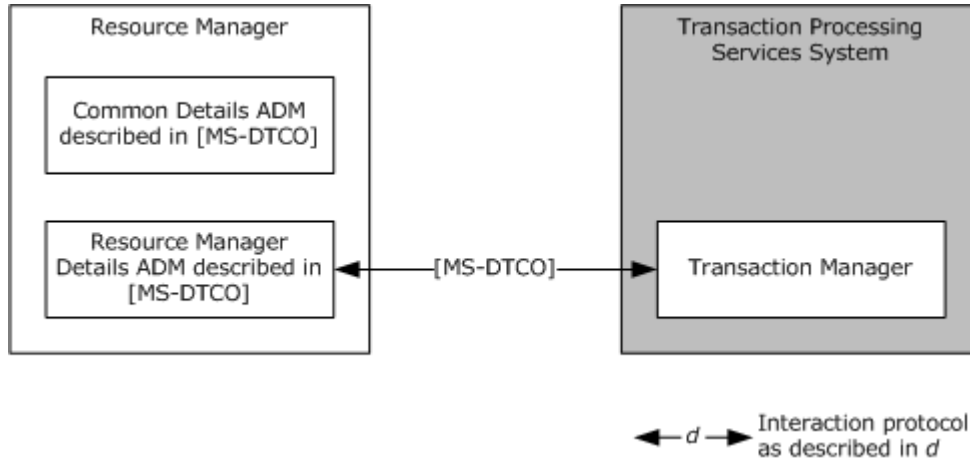 Resource Manager
Common Details ADM
described in [MS-DTCO]
Resource Manager
Details ADM described in
[MS-DTCO]
[MS-DTCO]
Transaction Processing
Services System
Transaction Manager
d
Interaction protocol
as described in d